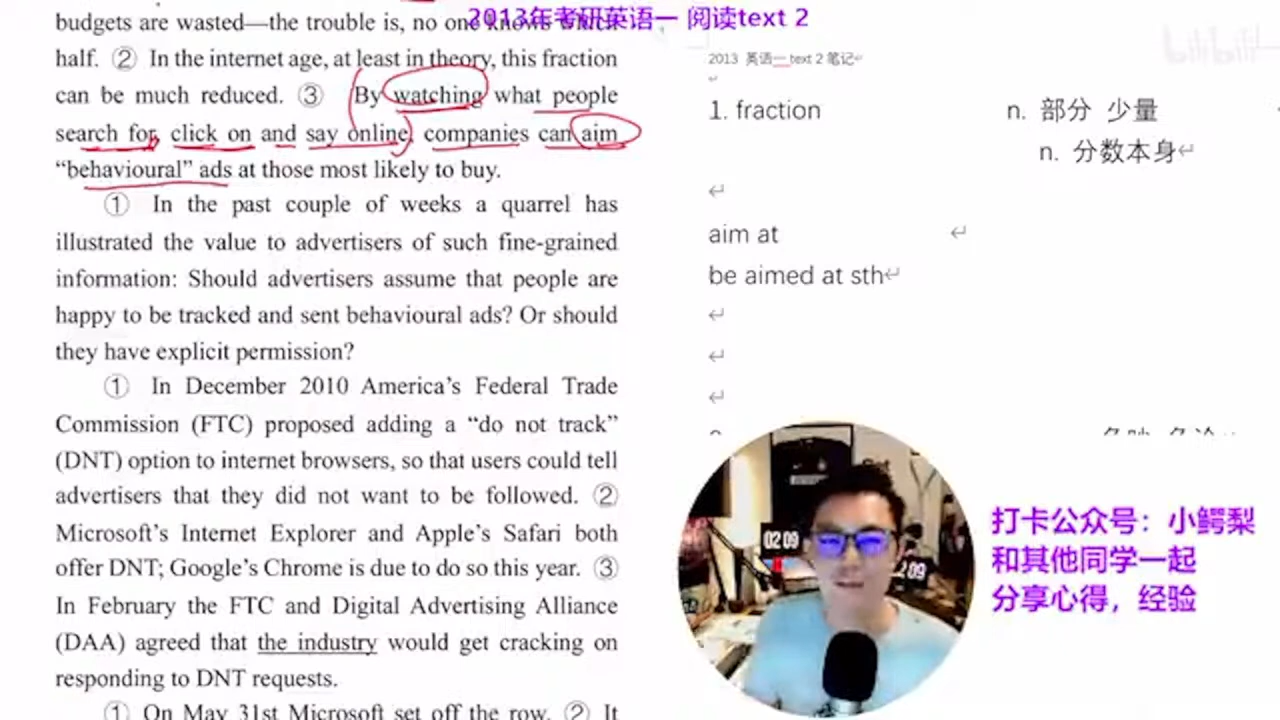 2013年考研英语一 阅读text 2
budgets are wasted—the trouble is, no one knows which
half. ② In the internet age, at least in theory, this fraction
can be much reduced. ③ By watching what people
search for, click on and say online, companies can aim
“behavioural” ads at those most likely to buy.
① In the past couple of weeks a quarrel has
illustrated the value to advertisers of such fine-grained
information: Should advertisers assume that people are
happy to be tracked and sent behavioural ads? Or should
they have explicit permission?
① In December 2010 America’s Federal Trade
Commission (FTC) proposed adding a “do not track”
(DNT) option to internet browsers, so that users could tell
advertisers that they did not want to be followed. ②
Microsoft’s Internet Explorer and Apple’s Safari both
offer DNT; Google’s Chrome is due to do so this year. ③
In February the FTC and Digital Advertising Alliance
(DAA) agreed that the industry would get cracking on
responding to DNT requests.
① On May 31st Microsoft set off the row. ② It
bilibili
2013 英语一 text 2 笔记
1. fraction n. 部分 少量
n. 分数本身
aim at
be aimed at sth
02 09
打卡公众号：小鳄梨
和其他同学一起
分享心得，经验